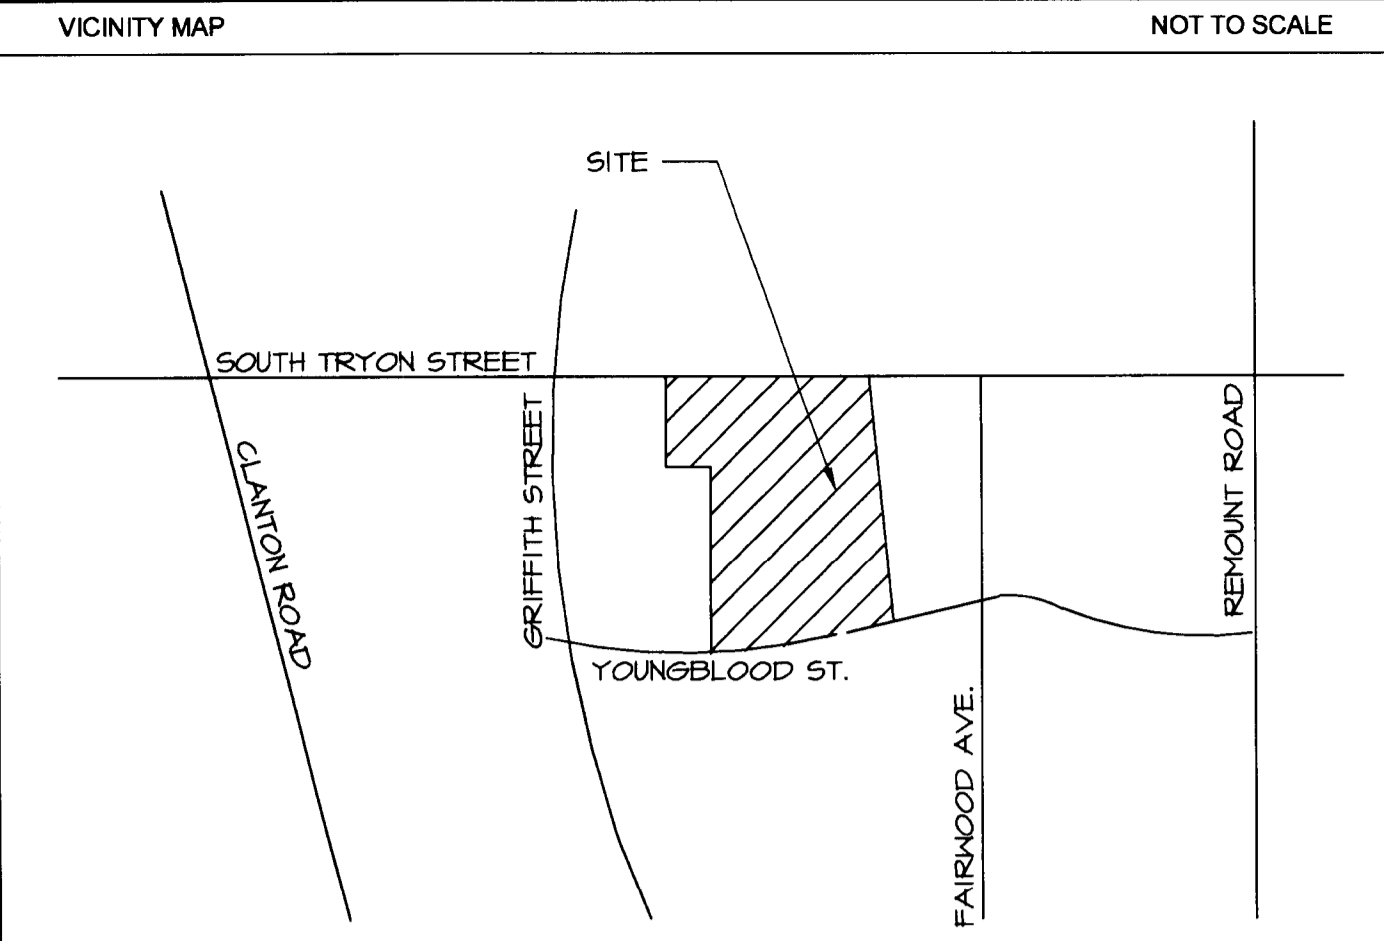 VICINITY MAP
NOT TO SCALE
SITE
SOUTH TRYON STREET
CLANTON ROAD
GRIFFITH STREET
REMOUNT ROAD
YOUNGBLOOD ST.
FAIRWOOD AVE.